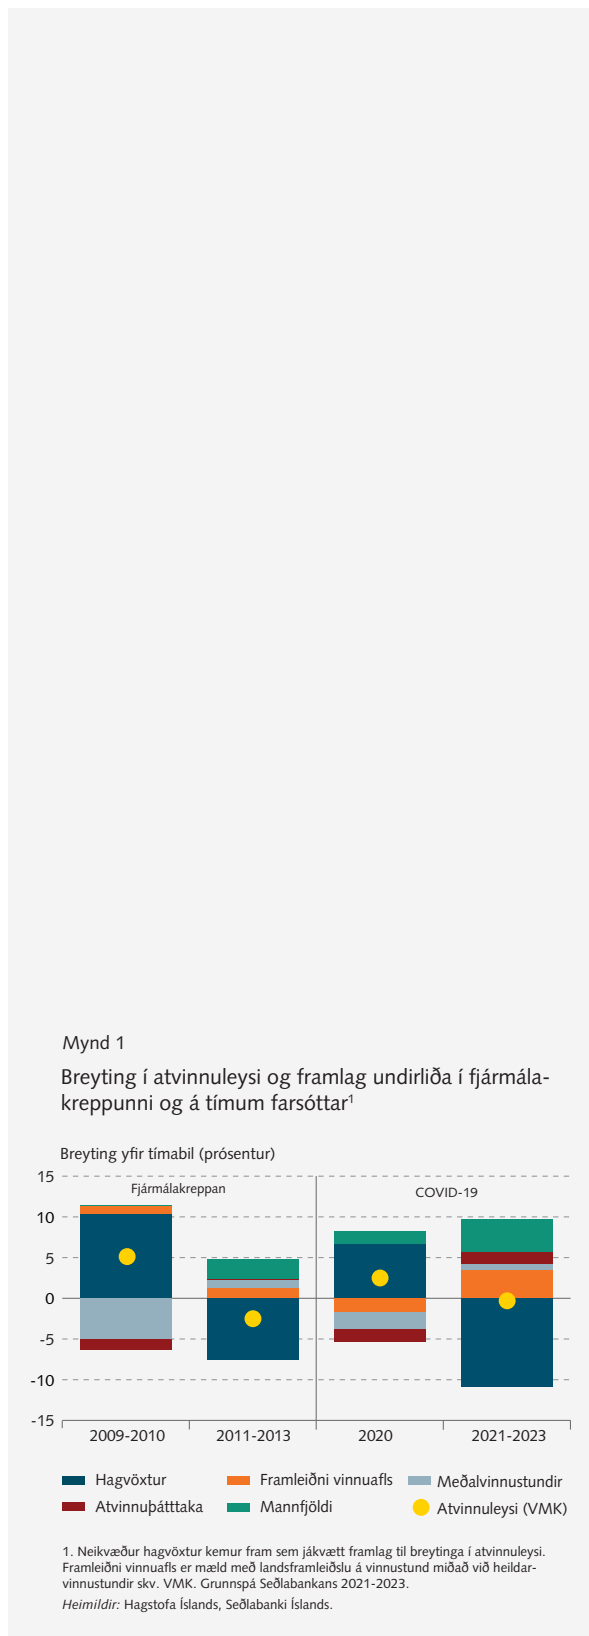 Mynd 1
Breyting í atvinnuleysi og framlag undirliða í fjármála-
kreppunni og á tímum farsóttar¹
Breyting yfir tímabil (prósentur)
15
10
5
0
-5
-10
-15
Fjármálakreppan
COVID-19
2009-2010
2011-2013
2020
2021-2023
Hagvöxtur
Framleiðni vinnuafls
Meðalvinnustundir
Atvinnuþátttaka
Mannfjöldi
Atvinnuleysi (VMK)
1. Neikvæður hagvöxtur kemur fram sem jákvætt framlag til breytinga í atvinnuleysi.
Framleiðni vinnuafls er mæld með landsframleiðslu á vinnustund miðað við heildar-
vinnustundir skv. VMK. Grunnspá Seðlabankans 2021-2023.
Heimildir: Hagstofa Íslands, Seðlabanki Íslands.